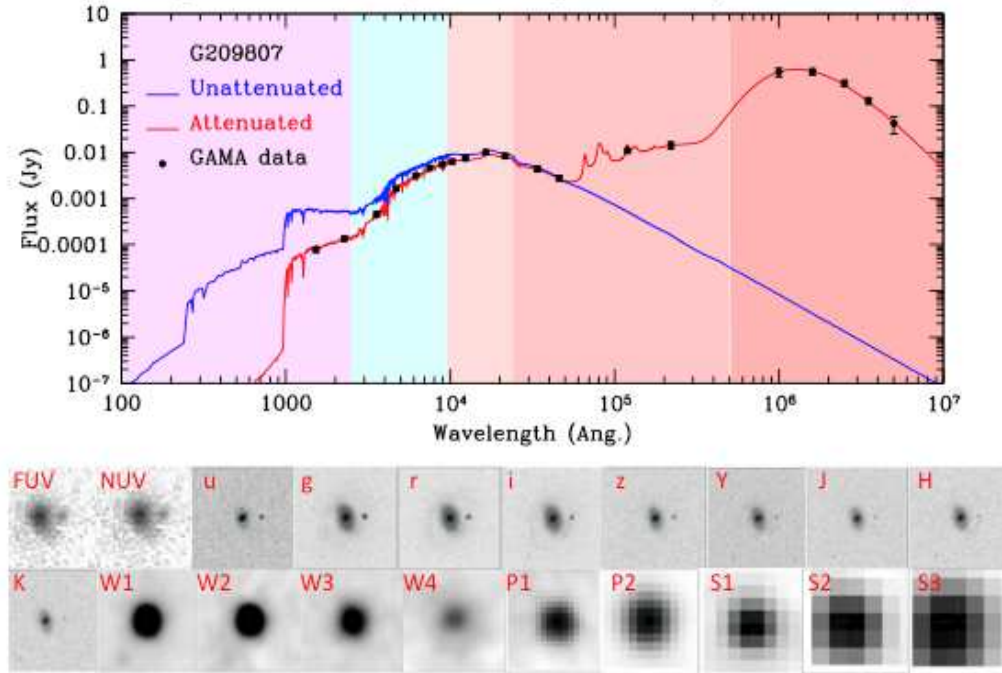 1
0.1
0.01
0.001
0.0001
10⁻⁵
10⁻⁶
10⁻⁷
Flux (Jy)
G209807
Unattenuated
Attenuated
GAMA data
100 1000 10⁴ 10⁵ 10⁶ 10⁷
Wavelength (Ang.)
FUV NUV u g r i z Y J H
K W1 W2 W3 W4 P1 P2 S1 S2 S3